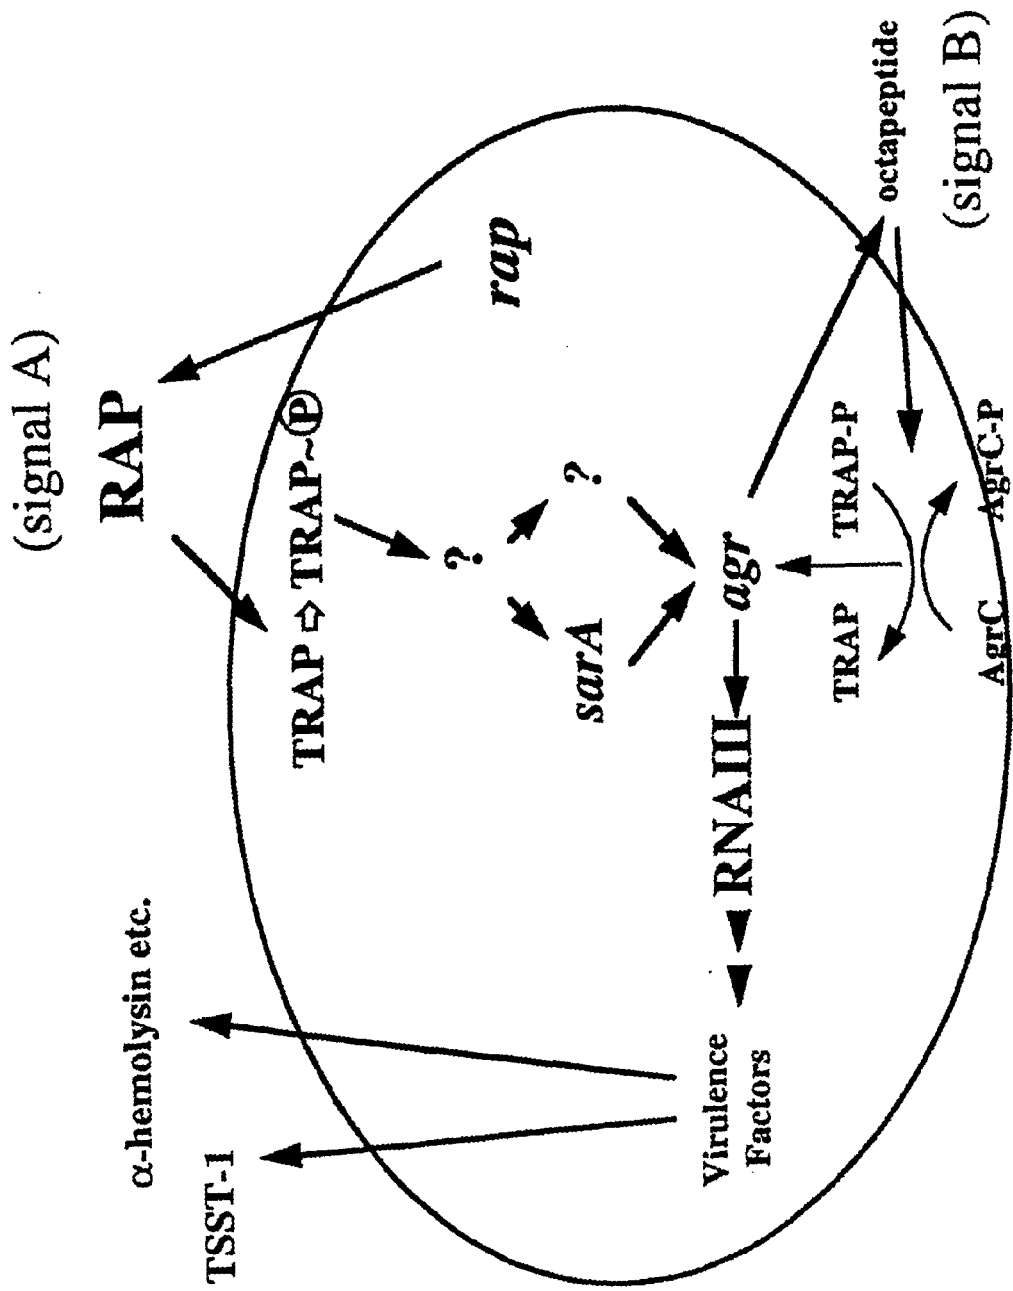 α-hemolysin etc.
TSST-1
RAP
(signal A)
TRAP ⇨ TRAP~P
rap
?
sarA
?
Virulence
Factors
RNAIII
agr
TRAP
TRAP-P
AgrC
AgrC-P
octapeptide
(signal B)